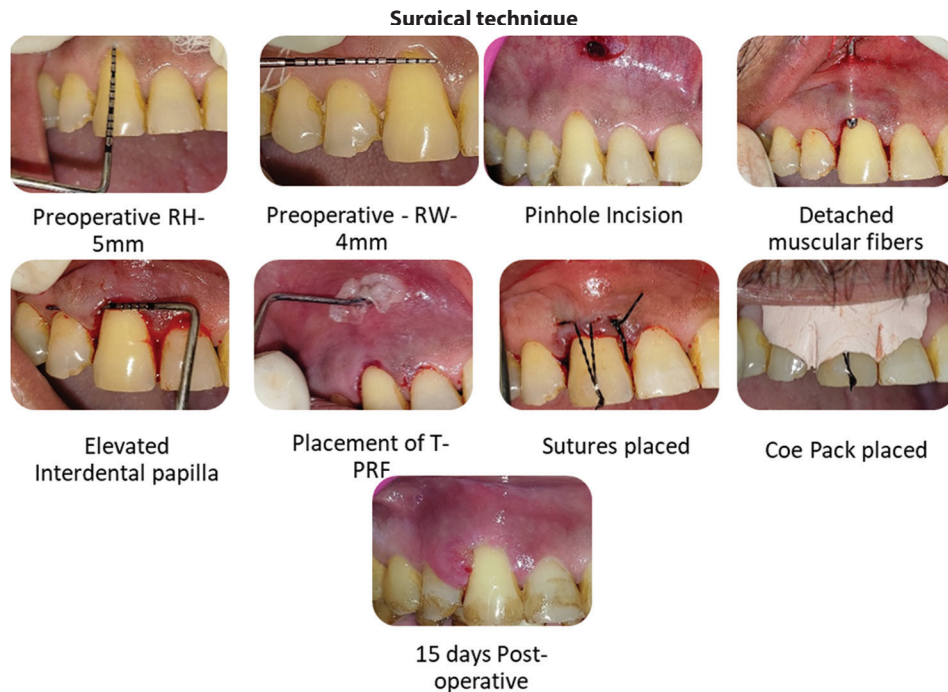 Surgical technique
Preoperative RH-
5mm
Preoperative - RW-
4mm
Pinhole Incision
Detached
muscular fibers
Elevated
Interdental papilla
Placement of T-
PRF
Sutures placed
Coe Pack placed
15 days Post-
operative